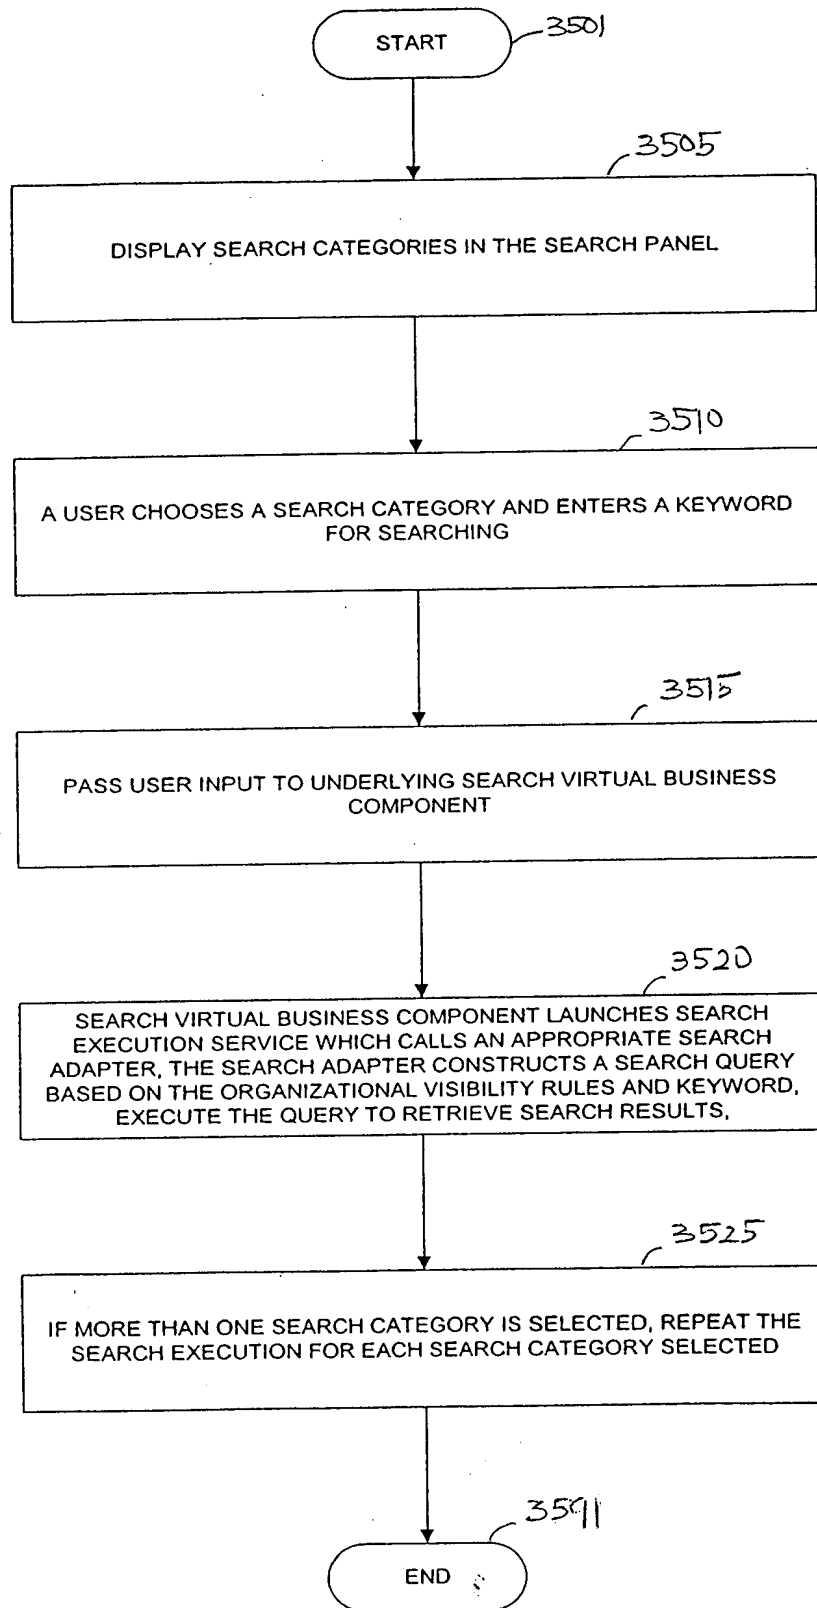 START
3501
3505
DISPLAY SEARCH CATEGORIES IN THE SEARCH PANEL
3510
A USER CHOOSES A SEARCH CATEGORY AND ENTERS A KEYWORD
FOR SEARCHING
3515
PASS USER INPUT TO UNDERLYING SEARCH VIRTUAL BUSINESS
COMPONENT
3520
SEARCH VIRTUAL BUSINESS COMPONENT LAUNCHES SEARCH
EXECUTION SERVICE WHICH CALLS AN APPROPRIATE SEARCH
ADAPTER, THE SEARCH ADAPTER CONSTRUCTS A SEARCH QUERY
BASED ON THE ORGANIZATIONAL VISIBILITY RULES AND KEYWORD,
EXECUTE THE QUERY TO RETRIEVE SEARCH RESULTS,
3525
IF MORE THAN ONE SEARCH CATEGORY IS SELECTED, REPEAT THE
SEARCH EXECUTION FOR EACH SEARCH CATEGORY SELECTED
3591
END